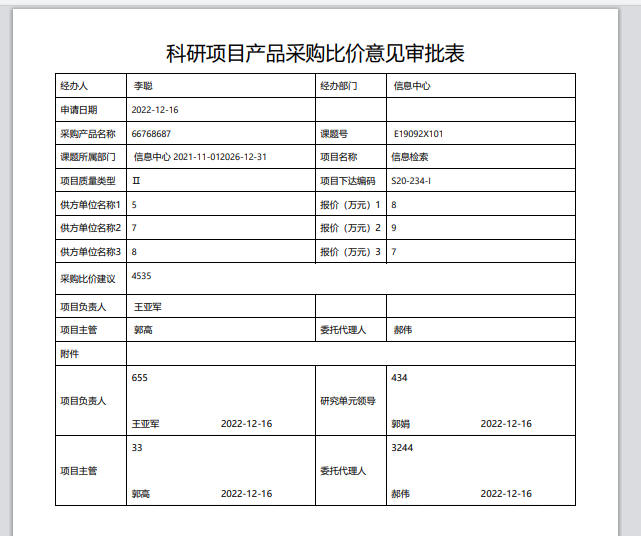 科研项目产品采购比价意见审批表
经办人 李聪 经办部门 信息中心
申请日期 2022-12-16
采购产品名称 66768687 课题号 E19092X101
课题所属部门 信息中心 2021-11-012026-12-31 项目名称 信息检索
项目质量类型 Ⅱ 项目下达编码 S20-234-I
供方单位名称1 5 报价（万元）1 8
供方单位名称2 7 报价（万元）2 9
供方单位名称3 8 报价（万元）3 7
采购比价建议 4535
项目负责人 王亚军
项目主管 郭高 委托代理人 郝伟
附件
655 434
项目负责人 研究单元领导
王亚军 2022-12-16 郭娟 2022-12-16
33 3244
项目主管 委托代理人
郭高 2022-12-16 郝伟 2022-12-16